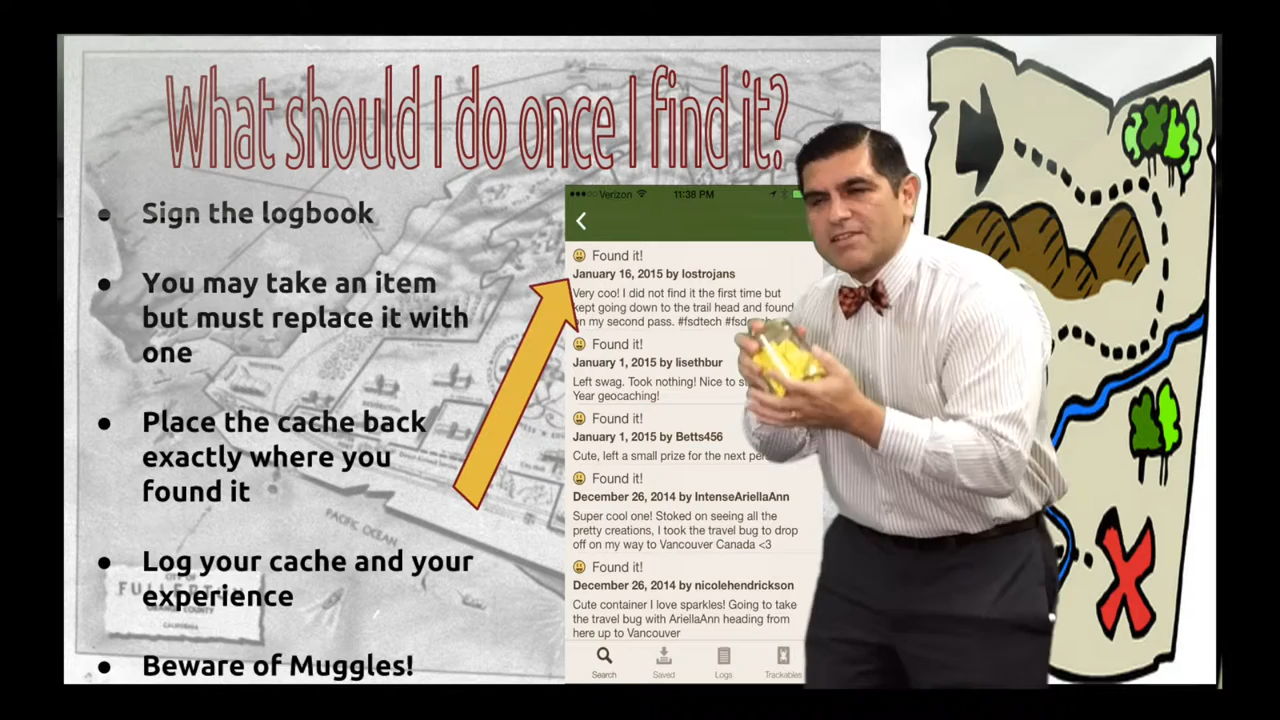 What should I do once I find it?
● Sign the logbook
● You may take an item
but must replace it with
one
● Place the cache back
exactly where you
found it
● Log your cache and your
experience
● Beware of Muggles!
Verizon 11:38 PM
Found it!
January 16, 2015 by lostrojans
Very coo! I did not find it the first time but
kept going down to the trail head and found
on my second pass. #fsdtech
Found it!
January 1, 2015 by lisethbur
Left swag. Took nothing! Nice to
Year geocaching!
Found it!
January 1, 2015 by Betts456
Cute, left a small prize for the next
Found it!
December 26, 2014 by IntenseAriellaAnn
Super cool one! Stoked on seeing all the
pretty creations, I took the travel bug to drop
off on my way to Vancouver Canada <3
Found it!
December 26, 2014 by nicolehendrickson
Cute container I love sparkles! Going to take
the travel bug with AriellaAnn heading from
here up to Vancouver
Search Saved Logs Trackables
PACIFIC OCEAN
CITY OF
FULLERTON
ORANGE COUNTY
CALIFORNIA